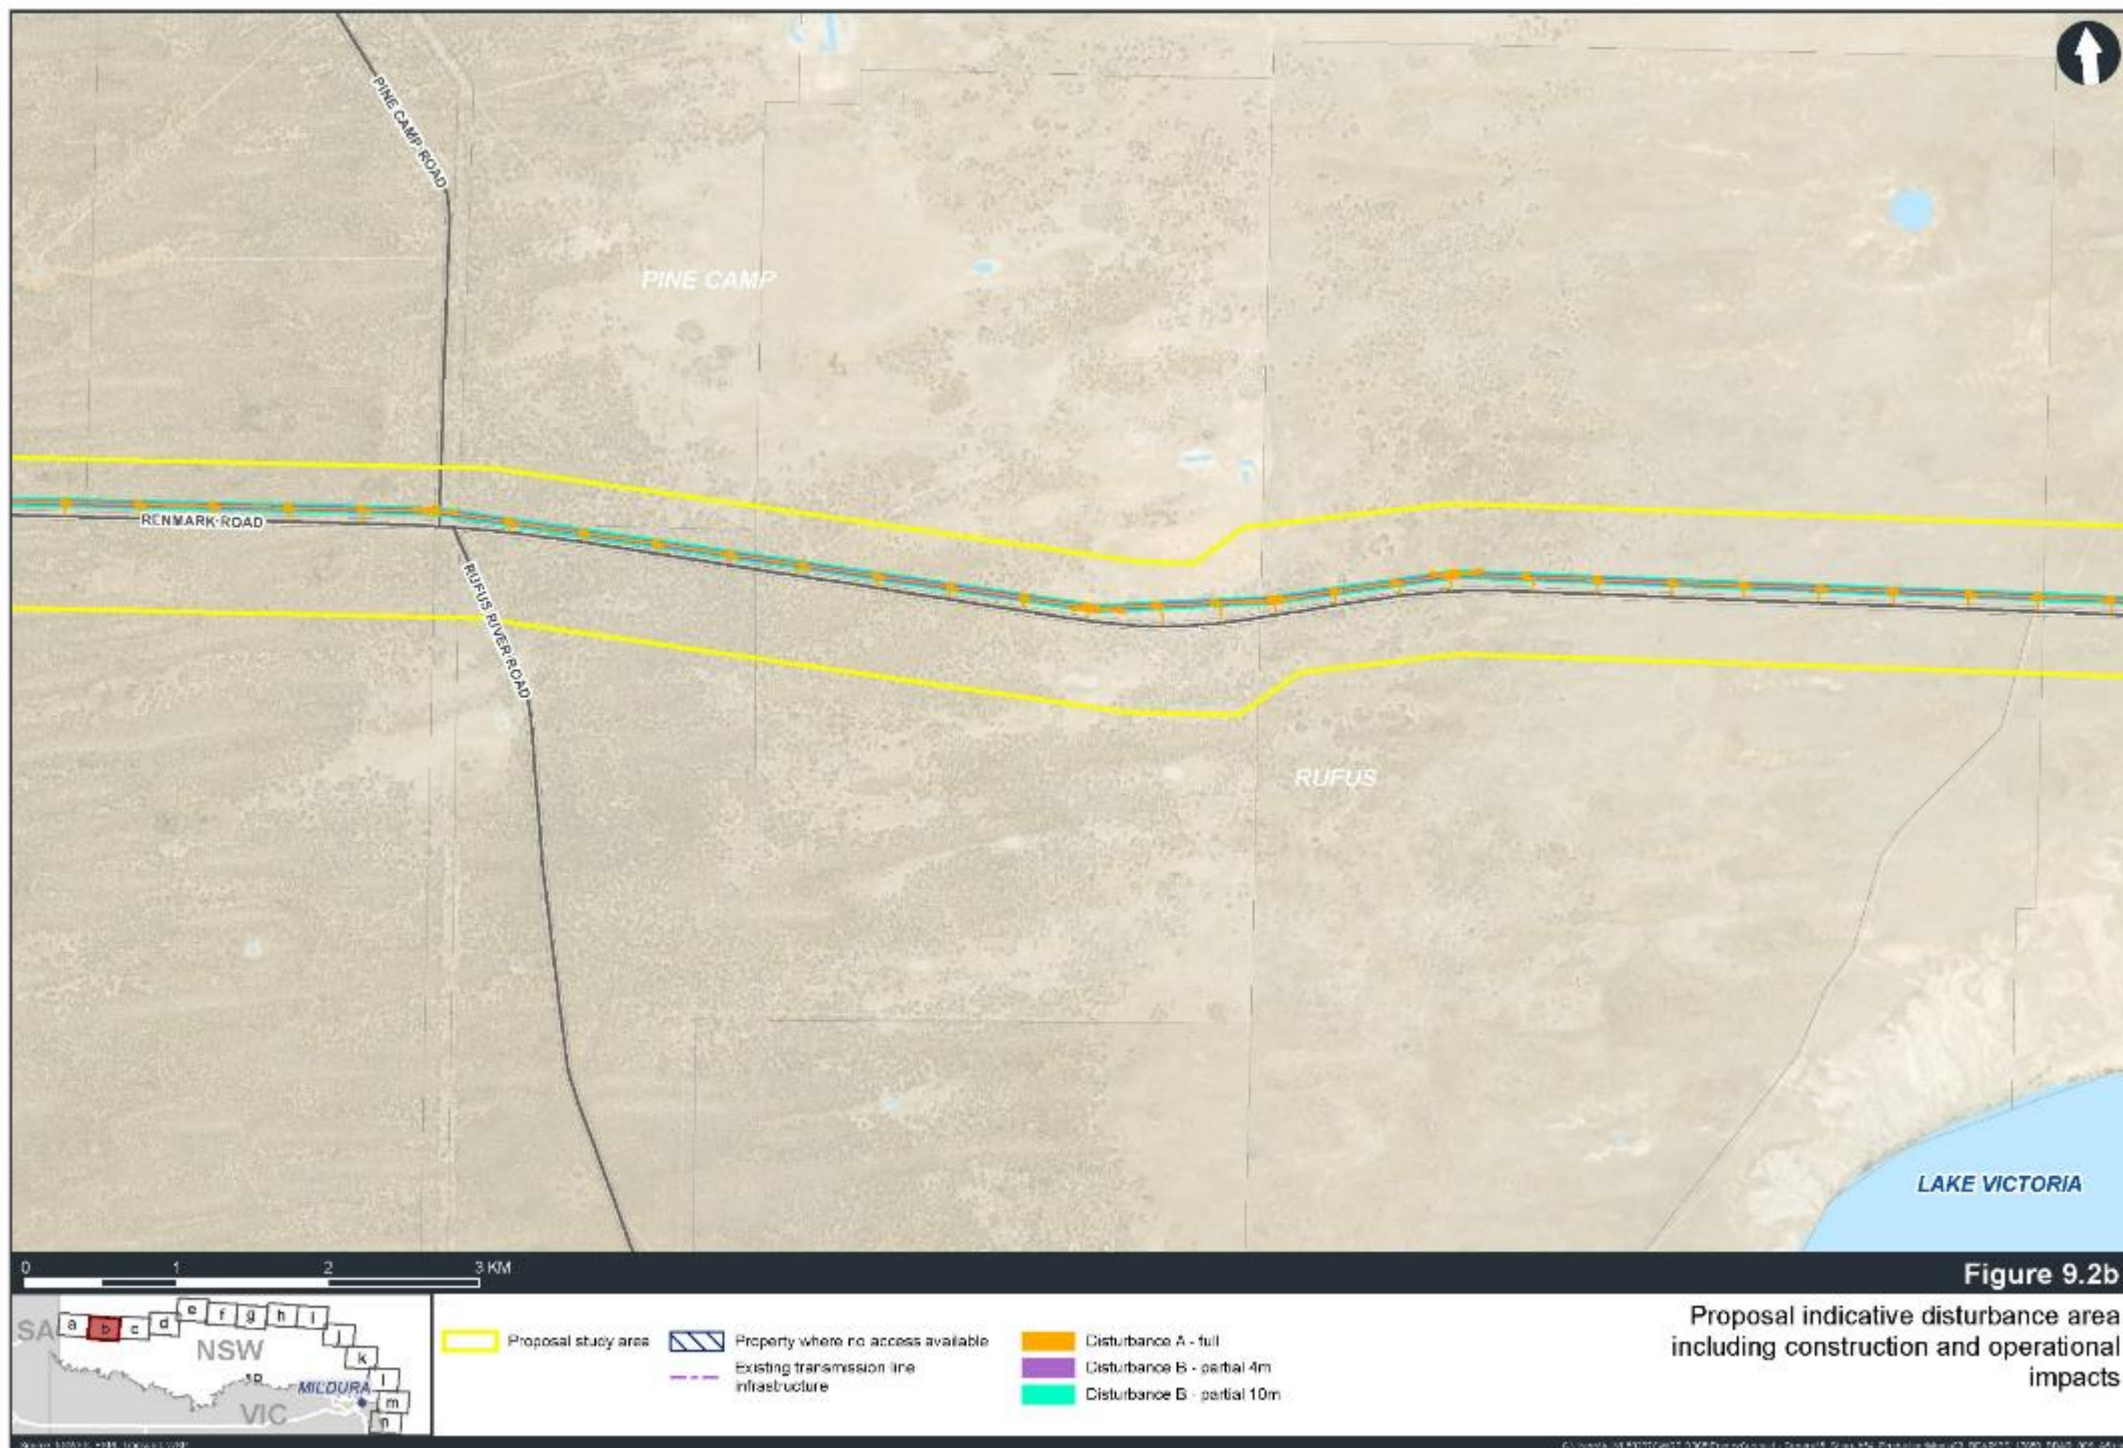 PINE CAMP ROAD
PINE CAMP
RENMARK ROAD
RUFUS RIVER ROAD
RUFUS
LAKE VICTORIA
0 1 2 3 KM
Figure 9.2b
Proposal indicative disturbance area
including construction and operational
impacts
SA
a b c d e f g h i j k l m n
NSW
MILDURA
VIC
Proposal study area
Property where no access available
Existing transmission line
infrastructure
Disturbance A - full
Disturbance B - partial 4m
Disturbance B - partial 10m